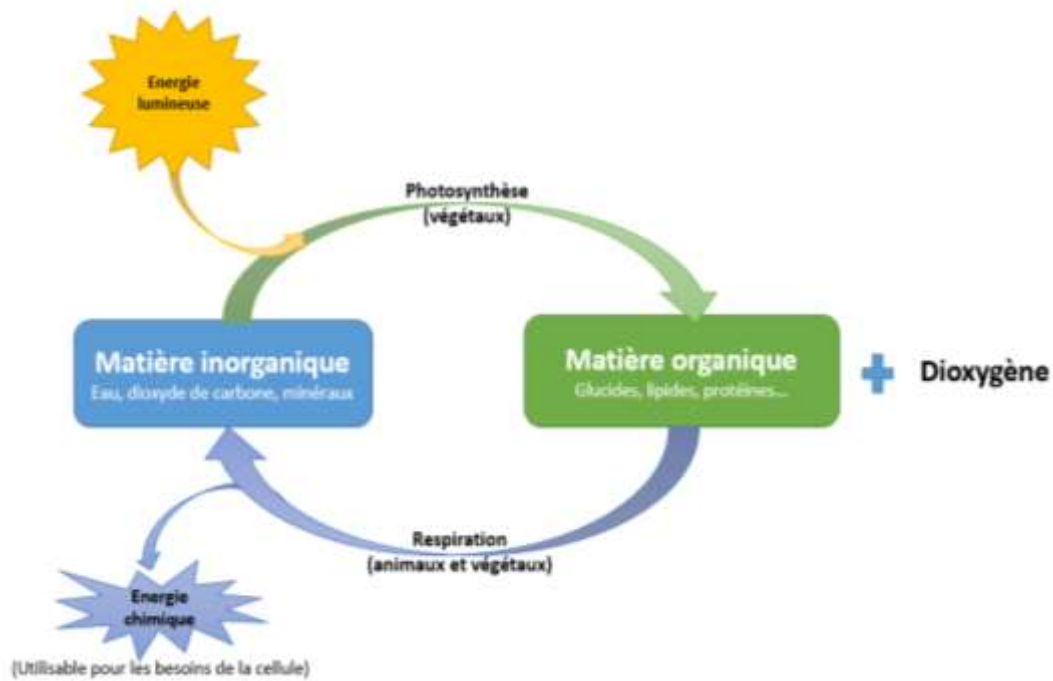 Energie
lumineuse
Photosynthèse
(végétaux)
Matière inorganique
Eau, dioxyde de carbone, minéraux
Matière organique
Glucides, lipides, protéines...
Dioxygène
Respiration
(animaux et végétaux)
Energie
chimique
(Utilisable pour les besoins de la cellule)